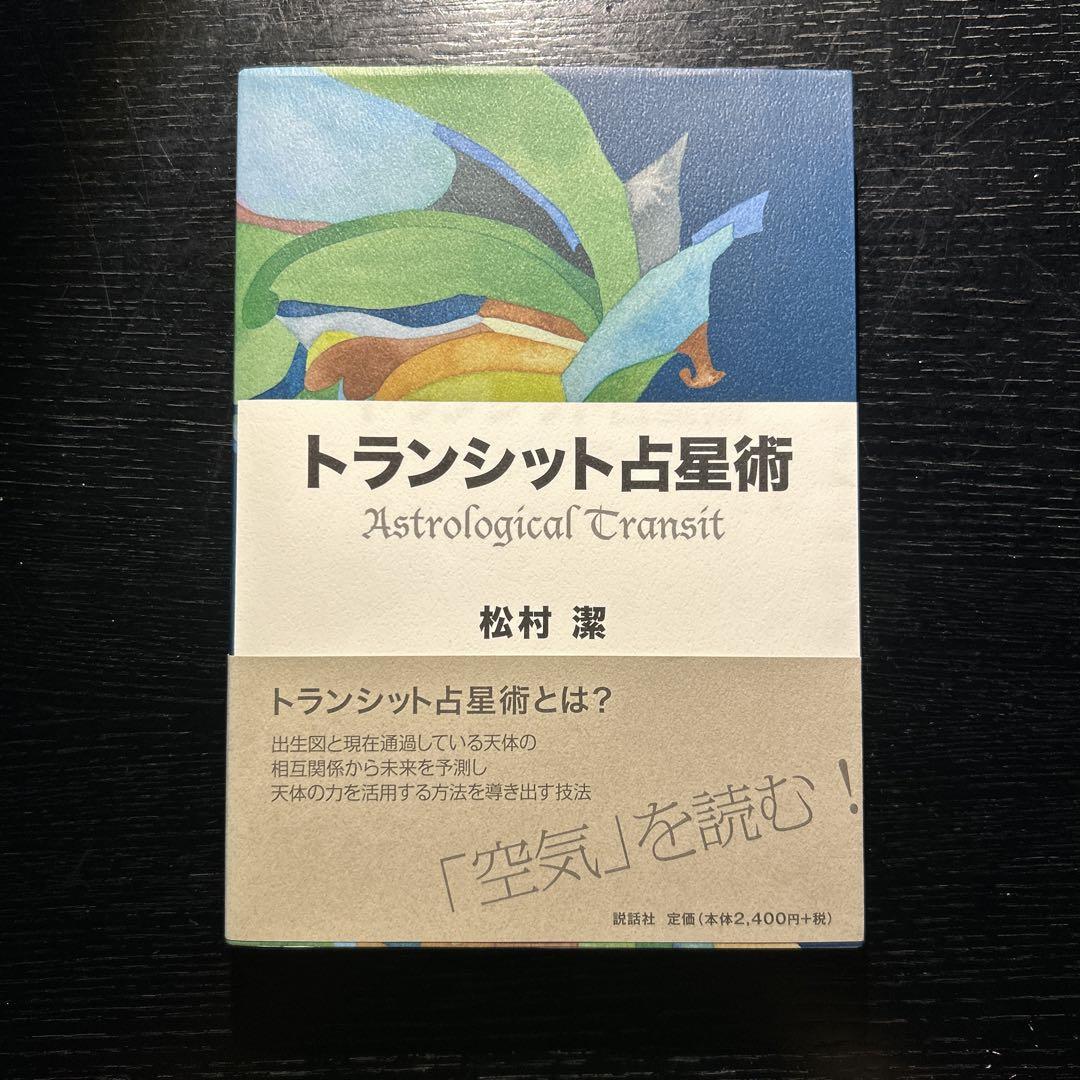 トランシット占星術
Astrological Transit
松村 潔
トランシット占星術とは?
出生図と現在通過している天体の
相互関係から未来を予測し
天体の力を活用する方法を導き出す技法
「空気」を読む!
説話社 定価(本体2,400円+税)